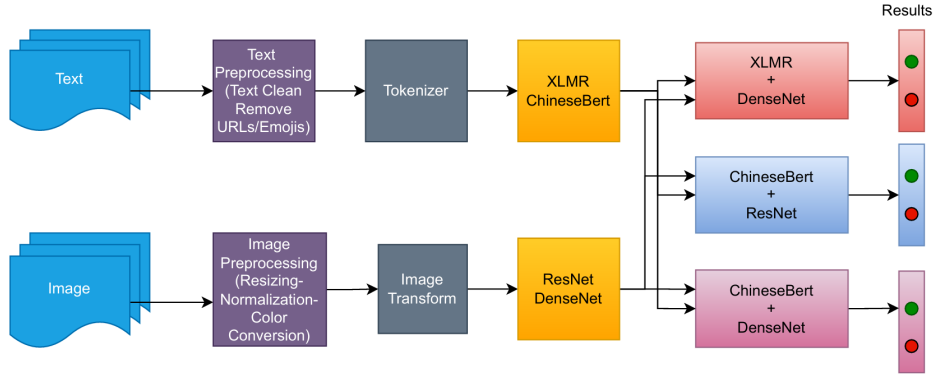 Results
Text
Text
Preprocessing
(Text Clean
Remove
URLs/Emojis)
Tokenizer
XLMR
ChineseBert
XLMR
+
DenseNet
ChineseBert
+
ResNet
Image
Image
Preprocessing
(Resizing-
Normalization-
Color
Conversion)
Image
Transform
ResNet
DenseNet
ChineseBert
+
DenseNet